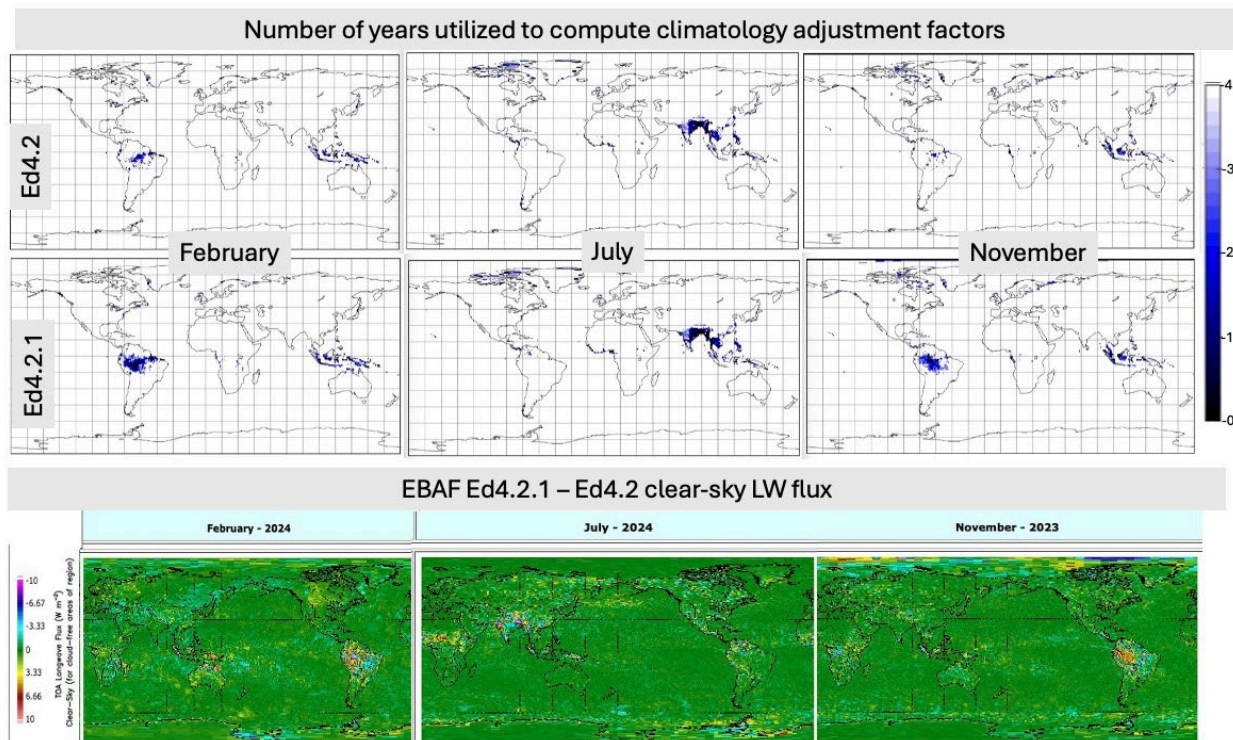 Number of years utilized to compute climatology adjustment factors
Ed4.2
4
3
2
1
0
February
July
November
Ed4.2.1
EBAF Ed4.2.1 – Ed4.2 clear-sky LW flux
February - 2024
July - 2024
November - 2023
-10
-6.67
-3.33
0
3.33
6.66
10
TOA Longwave Flux (W m⁻²)
Clear-Sky (for cloud-free areas of region)